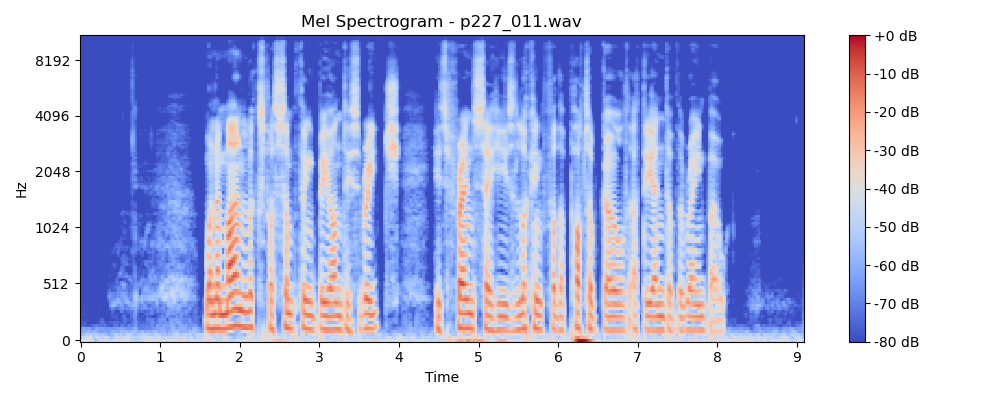 Mel Spectrogram - p227_011.wav
8192
4096
2048
1024
512
0
Hz
0 1 2 3 4 5 6 7 8 9
Time
+0 dB
-10 dB
-20 dB
-30 dB
-40 dB
-50 dB
-60 dB
-70 dB
-80 dB